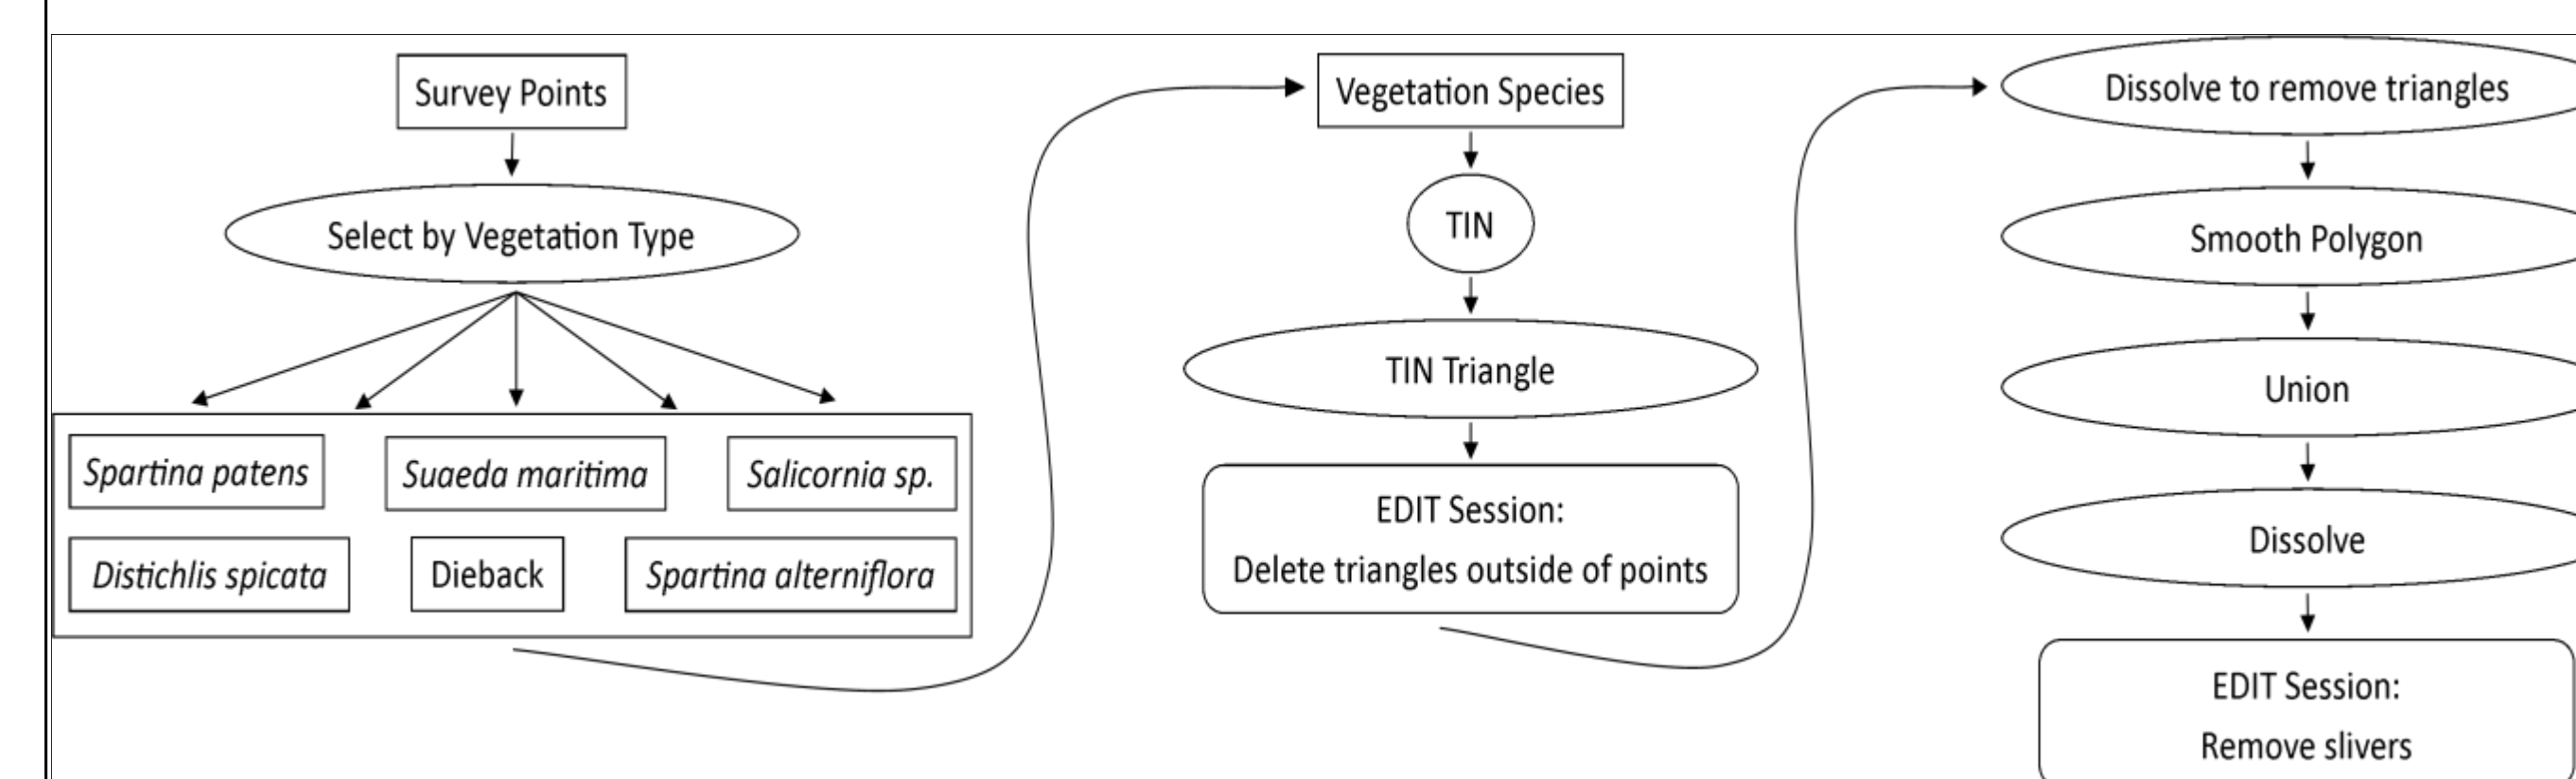 Survey Points
Select by Vegetation Type
Spartina patens
Suaeda maritima
Salicornia sp.
Distichlis spicata
Dieback
Spartina alterniflora
Vegetation Species
TIN
TIN Triangle
EDIT Session:
Delete triangles outside of points
Dissolve to remove triangles
Smooth Polygon
Union
Dissolve
EDIT Session:
Remove slivers